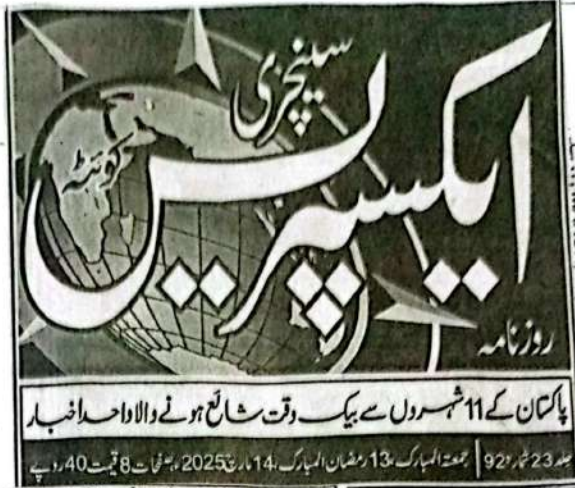 سینچری
ایکسپریس
کوئٹہ
روزنامہ
پاکستان کے 11 شہروں سے بیک وقت شائع ہونے والا واحد اخبار
جلد 23 شمارہ 92 | جمعۃ المبارک، 13 رمضان المبارک، 14 مارچ 2025ء، صفحات 8 قیمت 40 روپے